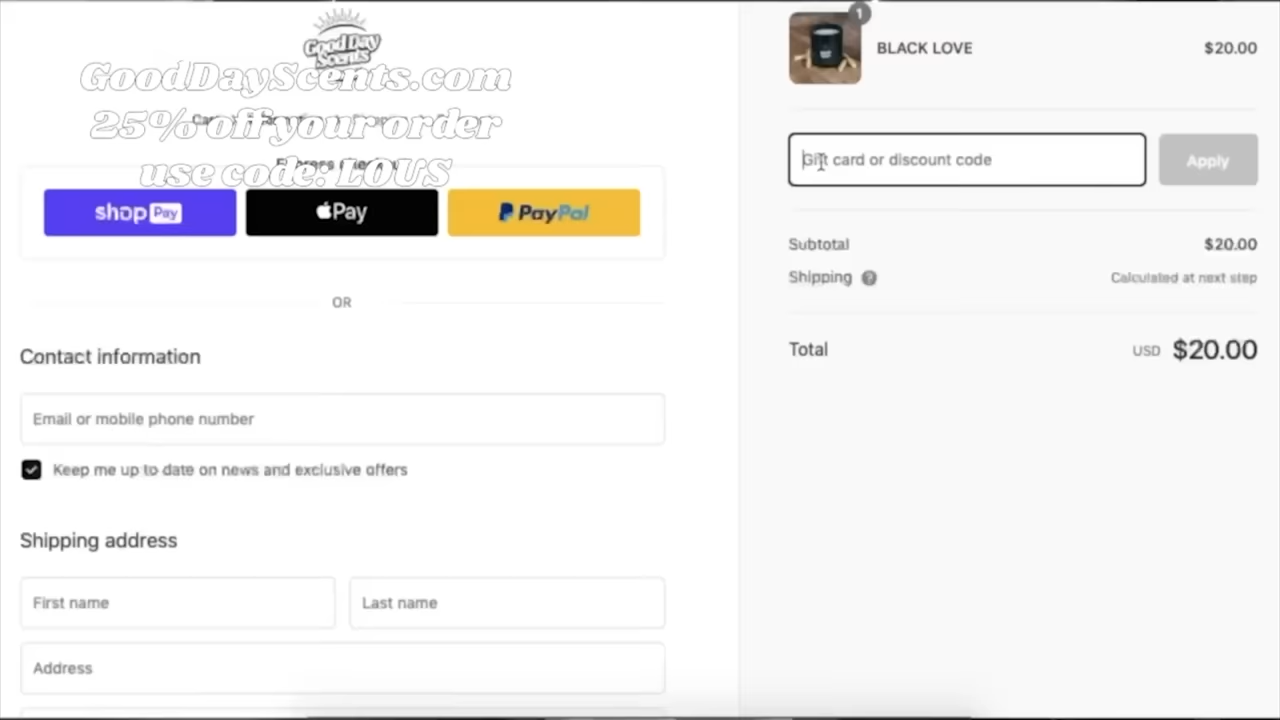 Good Day
Scents
GoodDayScents.com
25% off your order
use code: LOUS
shop Pay
Pay
PayPal
OR
Contact information
Email or mobile phone number
Keep me up to date on news and exclusive offers
Shipping address
First name
Last name
Address
1
BLACK LOVE
$20.00
Gift card or discount code
Apply
Subtotal
$20.00
Shipping ?
Calculated at next step
Total
USD $20.00